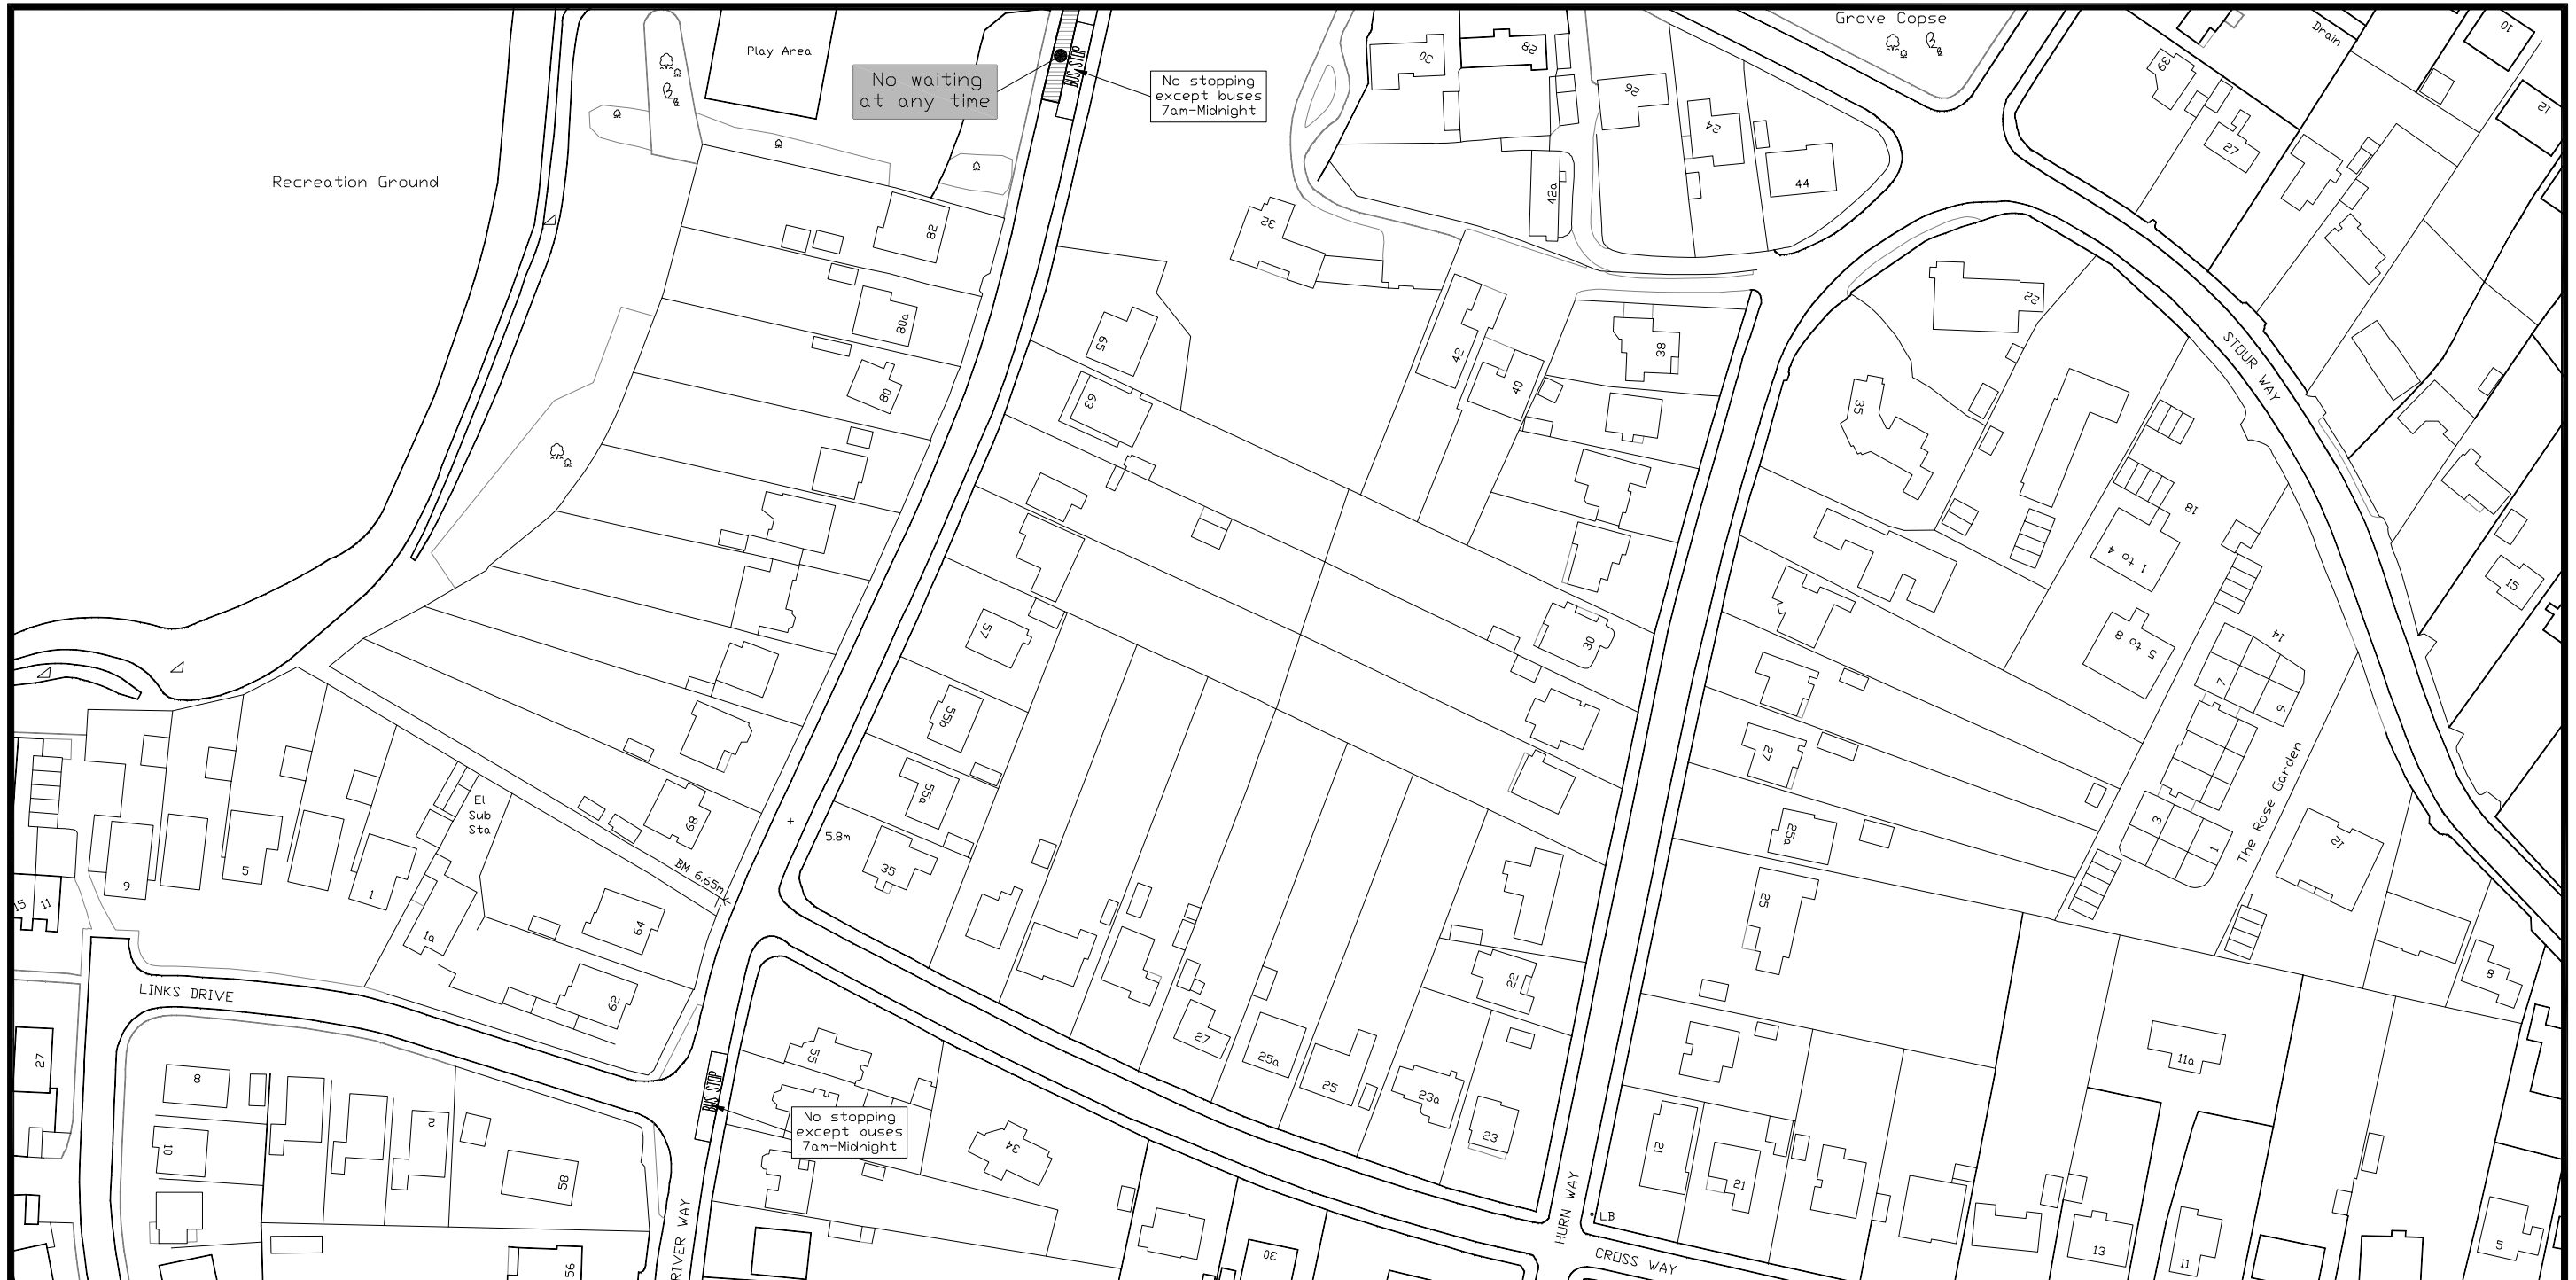 Grove Copse
Drain
10
Play Area
BUS STOP
No waiting
at any time
No stopping
except buses
7am-Midnight
30
28
26
24
44
42a
39
27
12
Recreation Ground
82
32
80a
80
65
63
42
40
38
22
35
STOUR WAY
18
1 to 4
5 to 8
15
14
7
6
3
1
The Rose Garden
57
55b
55a
35
5.8m
30
27
25a
25
12
8
68
BM 6.65m
El
Sub
Sta
9
5
1
1a
15
11
64
62
LINKS DRIVE
27
8
10
2
58
56
BUS STOP
No stopping
except buses
7am-Midnight
55
34
27
25a
25
23a
23
22
12
21
11a
13
11
5
30
LB
RIVER WAY
HURN WAY
CROSS WAY